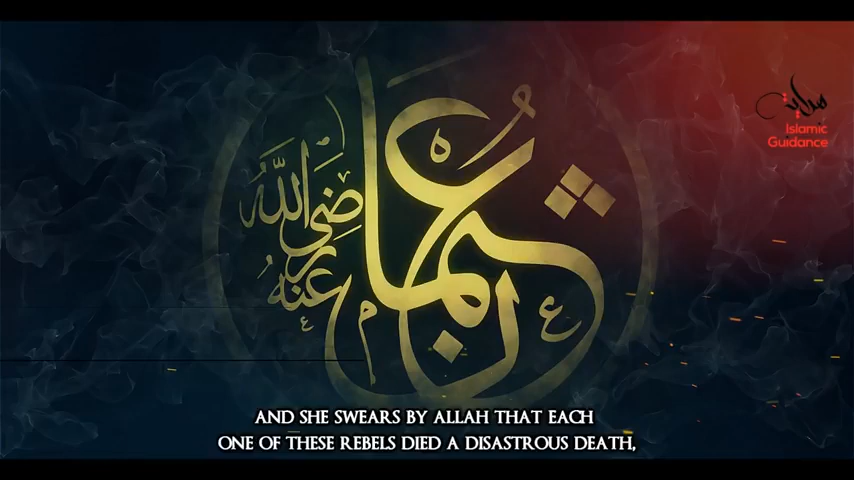 عثمان
رضي الله عنه
هداية
Islamic
Guidance
AND SHE SWEARS BY ALLAH THAT EACH
ONE OF THESE REBELS DIED A DISASTROUS DEATH,